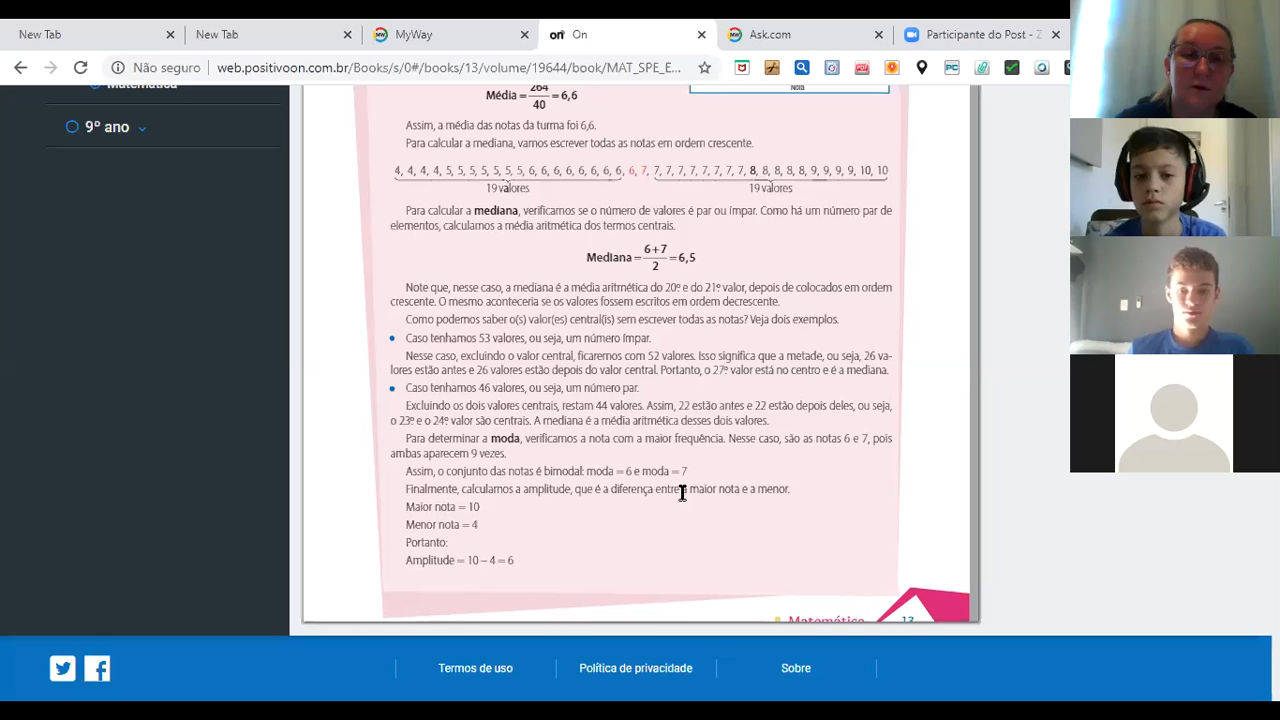 New Tab
New Tab
MyWay
on On
Ask.com
Participante do Post - Z
Não seguro web.positivoon.com.br/Books/s/0#/books/13/volume/19644/book/MAT_SPE_E...
Matemática
9º ano
Nota
Média = 264/40 = 6,6
Assim, a média das notas da turma foi 6,6.
Para calcular a mediana, vamos escrever todas as notas em ordem crescente.
4, 4, 4, 4, 5, 5, 5, 5, 5, 5, 5, 6, 6, 6, 6, 6, 6, 6, 6, 6, 7, 7, 7, 7, 7, 7, 7, 7, 7, 8, 8, 8, 8, 8, 9, 9, 9, 9, 10, 10
19 valores 19 valores
Para calcular a mediana, verificamos se o número de valores é par ou ímpar. Como há um número par de
elementos, calculamos a média aritmética dos termos centrais.
Mediana = 6+7/2 = 6,5
Note que, nesse caso, a mediana é a média aritmética do 20º e do 21º valor, depois de colocados em ordem
crescente. O mesmo aconteceria se os valores fossem escritos em ordem decrescente.
Como podemos saber o(s) valor(es) central(is) sem escrever todas as notas? Veja dois exemplos.
• Caso tenhamos 53 valores, ou seja, um número ímpar.
Nesse caso, excluindo o valor central, ficaremos com 52 valores. Isso significa que a metade, ou seja, 26 va-
lores estão antes e 26 valores estão depois do valor central. Portanto, o 27º valor está no centro e é a mediana.
• Caso tenhamos 46 valores, ou seja, um número par.
Excluindo os dois valores centrais, restam 44 valores. Assim, 22 estão antes e 22 estão depois deles, ou seja,
o 23º e o 24º valor são centrais. A mediana é a média aritmética desses dois valores.
Para determinar a moda, verificamos a nota com a maior frequência. Nesse caso, são as notas 6 e 7, pois
ambas aparecem 9 vezes.
Assim, o conjunto das notas é bimodal: moda = 6 e moda = 7
Finalmente, calculamos a amplitude, que é a diferença entre a maior nota e a menor.
Maior nota = 10
Menor nota = 4
Portanto:
Amplitude = 10 – 4 = 6
Matemática 13
Termos de uso
Política de privacidade
Sobre